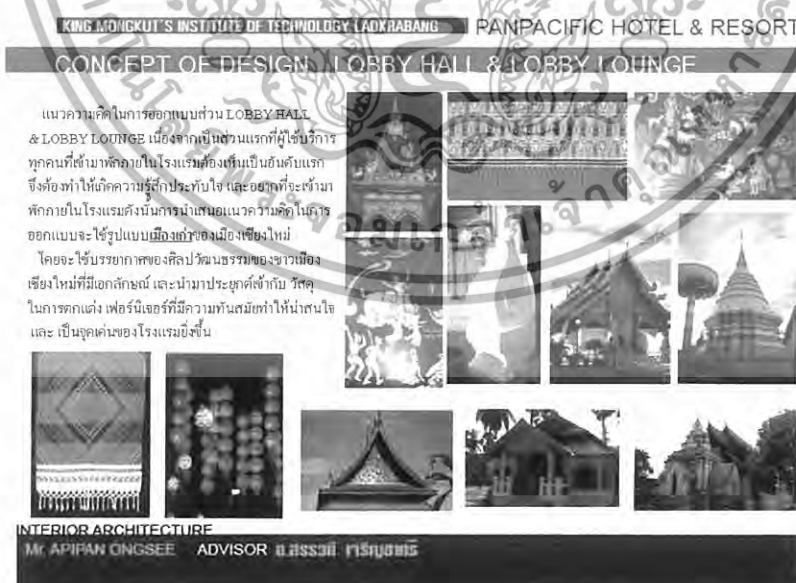 KING MONGKUT'S INSTITUTE OF TECHNOLOGY LADKRABANG
PANPACIFIC HOTEL & RESORT
CONCEPT OF DESIGN LOBBY HALL & LOBBY LOUNGE
แนวความคิดในการออกแบบส่วน LOBBY HALL
& LOBBY LOUNGE เนื่องจากเป็นส่วนแรกที่ผู้ใช้บริการ
ทุกคนที่เข้ามาพักภายในโรงแรมต้องเห็นเป็นอันดับแรก
จึงต้องทำให้เกิดความรู้สึกประทับใจ และอยากที่จะเข้ามา
พักภายในโรงแรมดังนั้นการนำเสนอแนวความคิดในการ
ออกแบบจะใช้รูปแบบเมืองเก่าของเมืองเชียงใหม่
โดยจะใช้บรรยากาศของศิลปวัฒนธรรมของชาวเมือง
เชียงใหม่ที่มีเอกลักษณ์ และนำมาประยุกต์เข้ากับ วัสดุ
ในการตกแต่ง เฟอร์นิเจอร์ที่มีความทันสมัยทำให้น่าสนใจ
และ เป็นจุดเด่นของโรงแรมยิ่งขึ้น
INTERIOR ARCHITECTURE
Mr. APIPAN ONGSEE ADVISOR